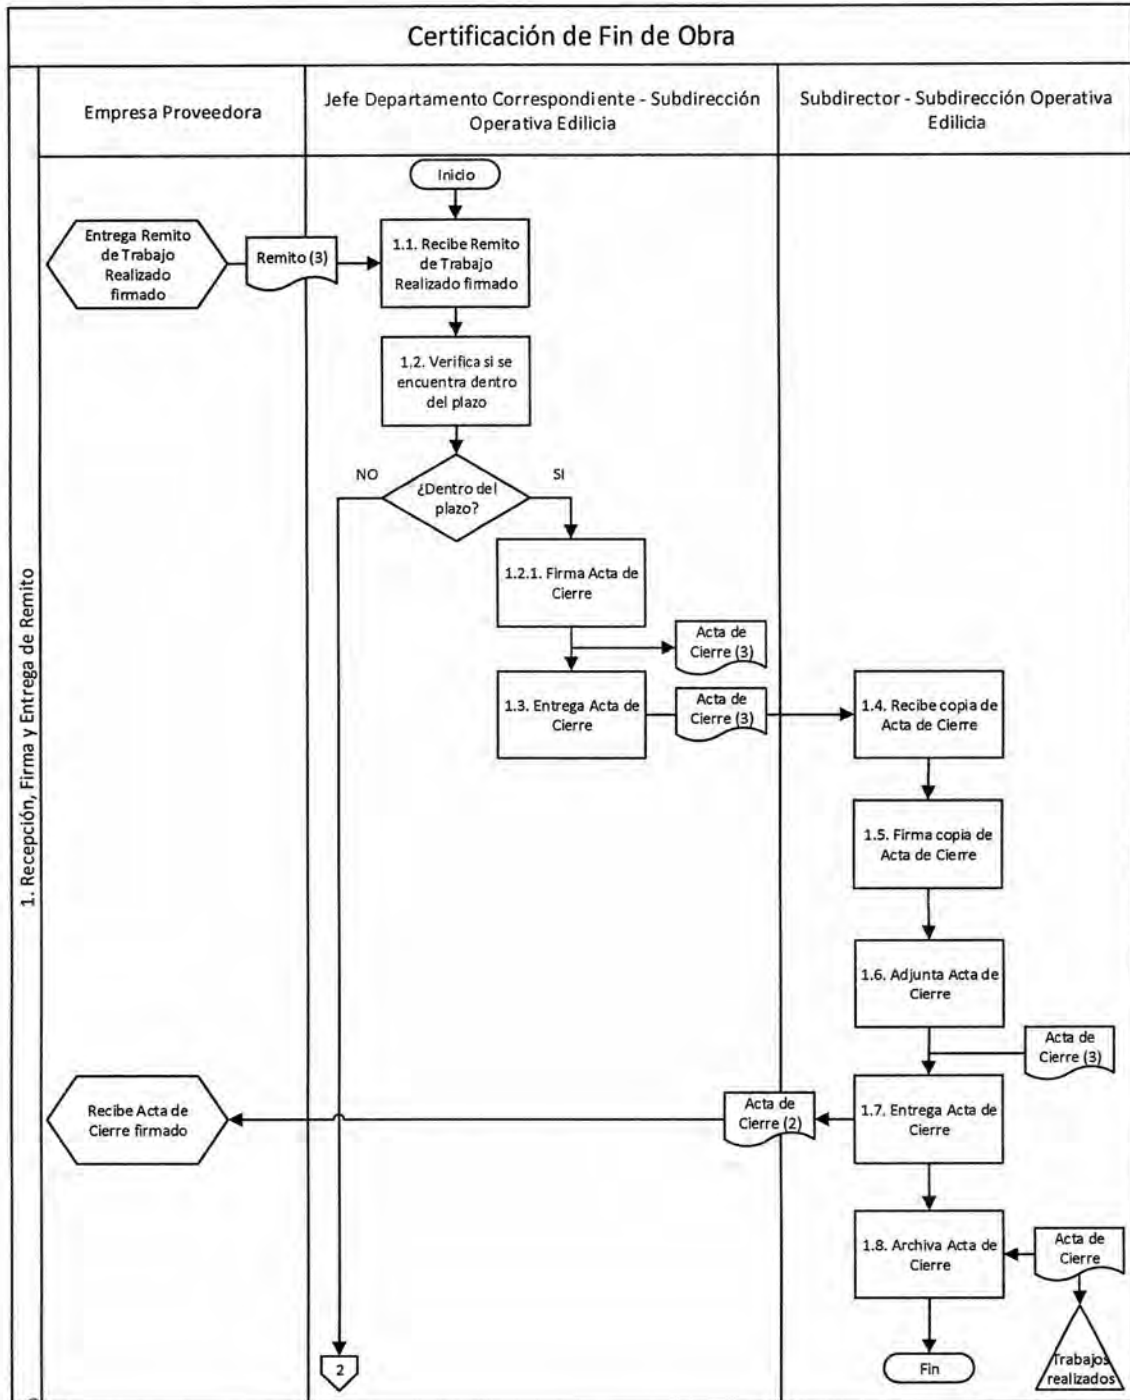 Certificación de Fin de Obra
Empresa Proveedora
Jefe Departamento Correspondiente - Subdirección
Operativa Edilicia
Subdirector - Subdirección Operativa
Edilicia
1. Recepción, Firma y Entrega de Remito
Inicio
Entrega Remito
de Trabajo
Realizado
firmado
Remito (3)
1.1. Recibe Remito
de Trabajo
Realizado firmado
1.2. Verifica si se
encuentra dentro
del plazo
NO
SI
¿Dentro del
plazo?
1.2.1. Firma Acta de
Cierre
Acta de
Cierre (3)
1.3. Entrega Acta de
Cierre
Acta de
Cierre (3)
1.4. Recibe copia de
Acta de Cierre
1.5. Firma copia de
Acta de Cierre
1.6. Adjunta Acta de
Cierre
Acta de
Cierre (3)
Recibe Acta de
Cierre firmado
Acta de
Cierre (2)
1.7. Entrega Acta de
Cierre
1.8. Archiva Acta de
Cierre
Acta de
Cierre
2
Fin
Trabajos
realizados